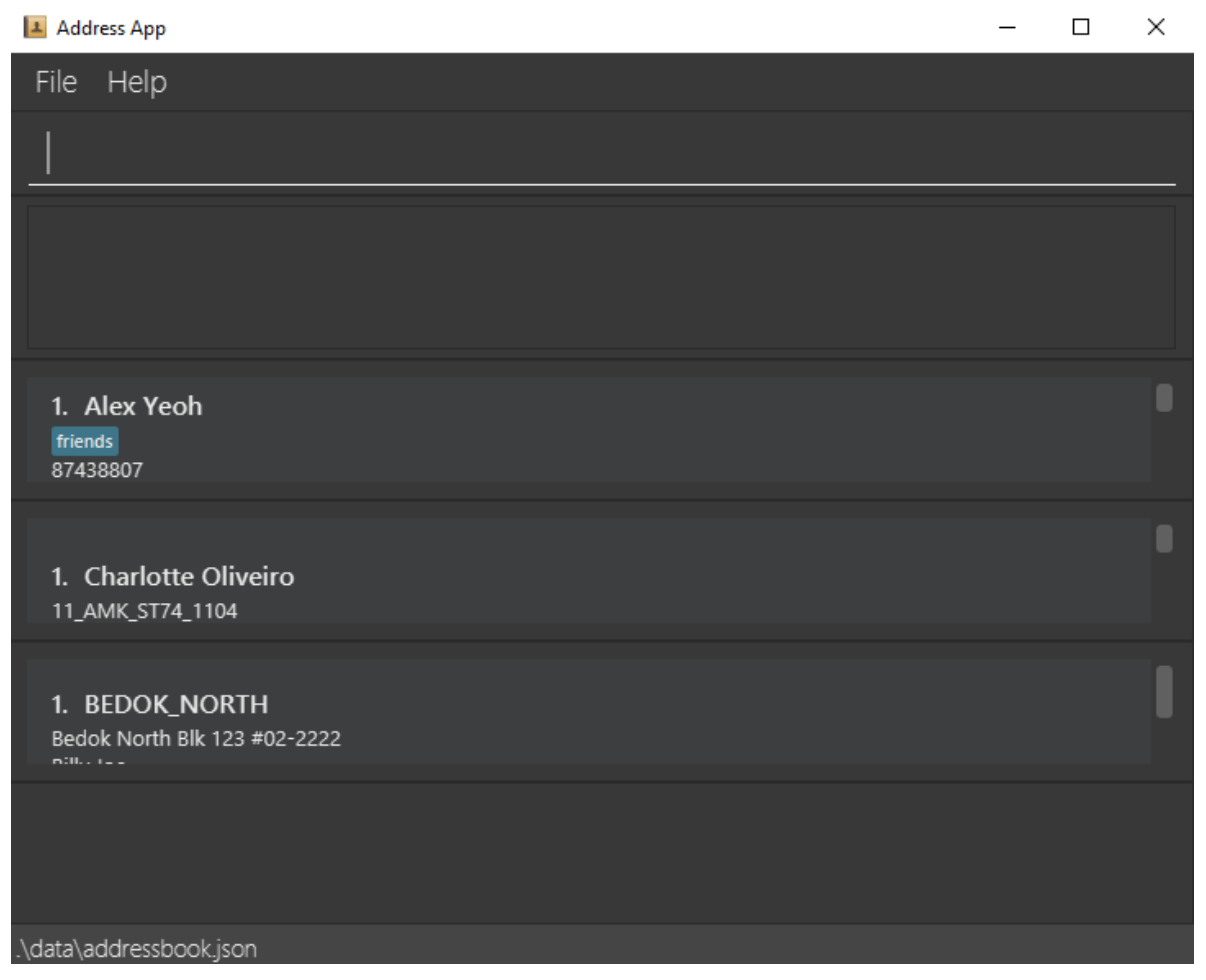 Address App
File Help
1. Alex Yeoh
friends
87438807
1. Charlotte Oliveiro
11_AMK_ST74_1104
1. BEDOK_NORTH
Bedok North Blk 123 #02-2222
.\data\addressbook.json